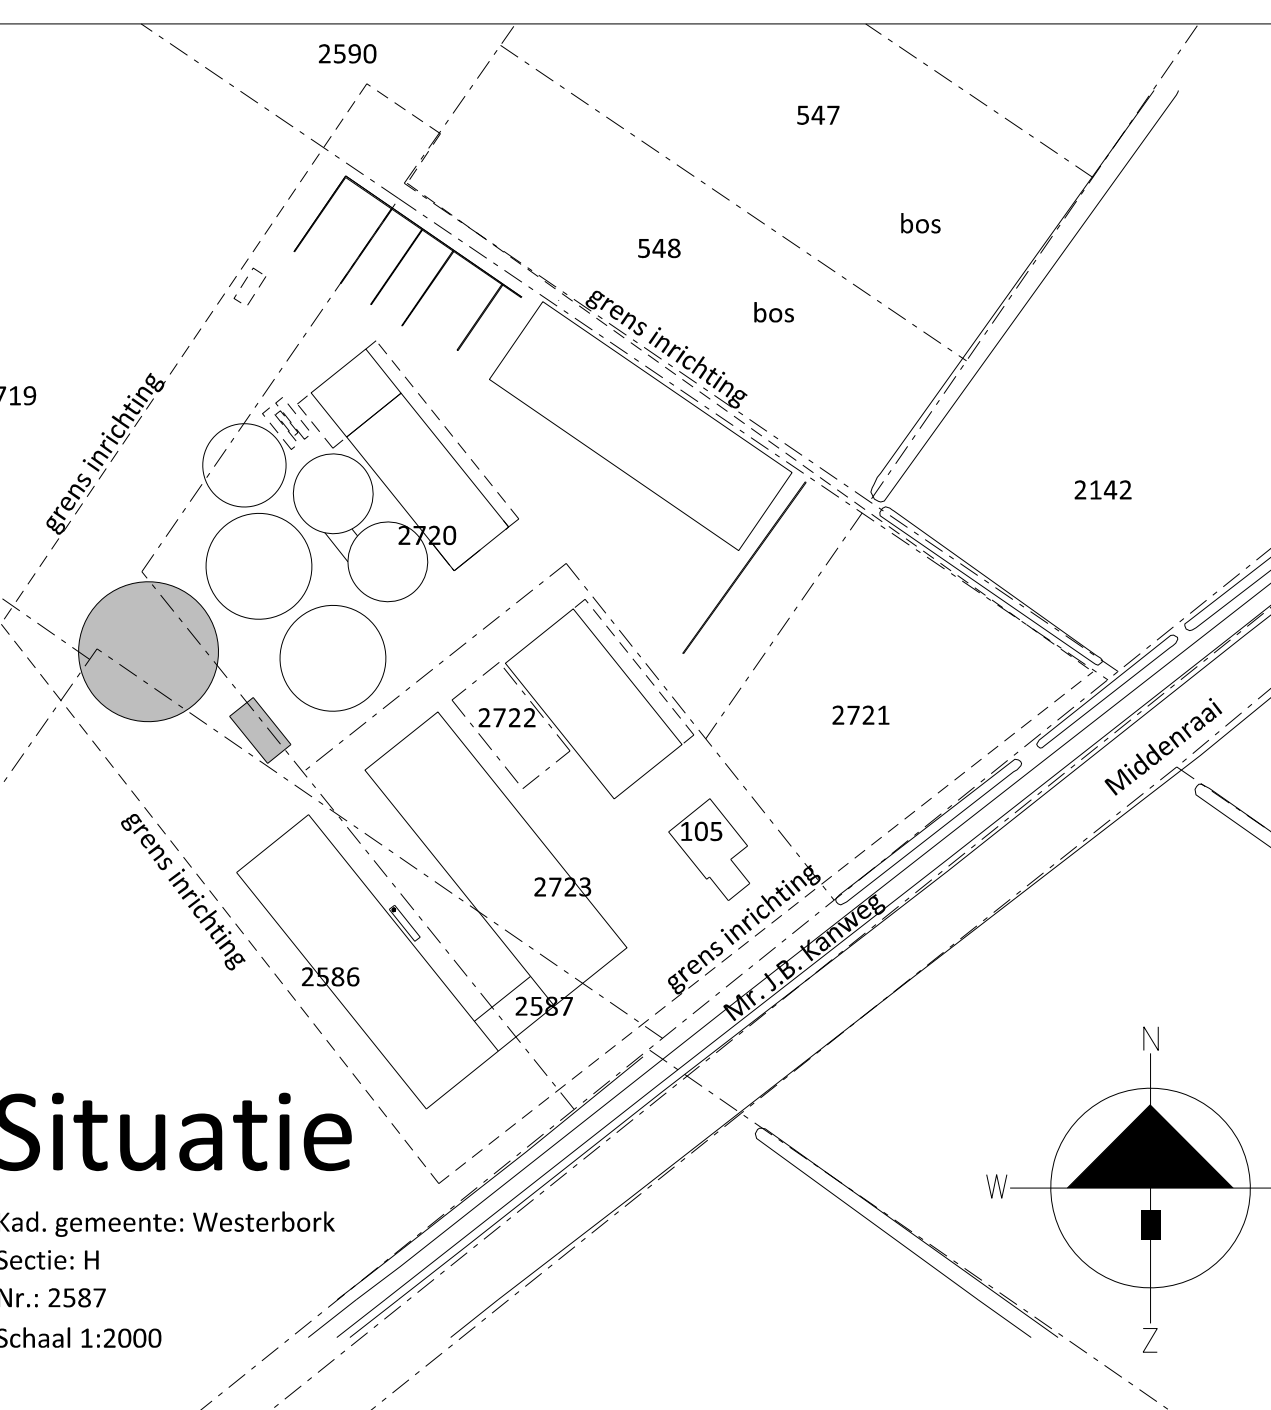 2590
547
bos
548
bos
grens inrichting
719
grens inrichting
2142
2720
2722
2721
Middenraai
105
grens inrichting
2723
grens inrichting
Mr. J.B. Kanweg
2586
2587
N
W
Z
Situatie
Kad. gemeente: Westerbork
Sectie: H
Nr.: 2587
Schaal 1:2000